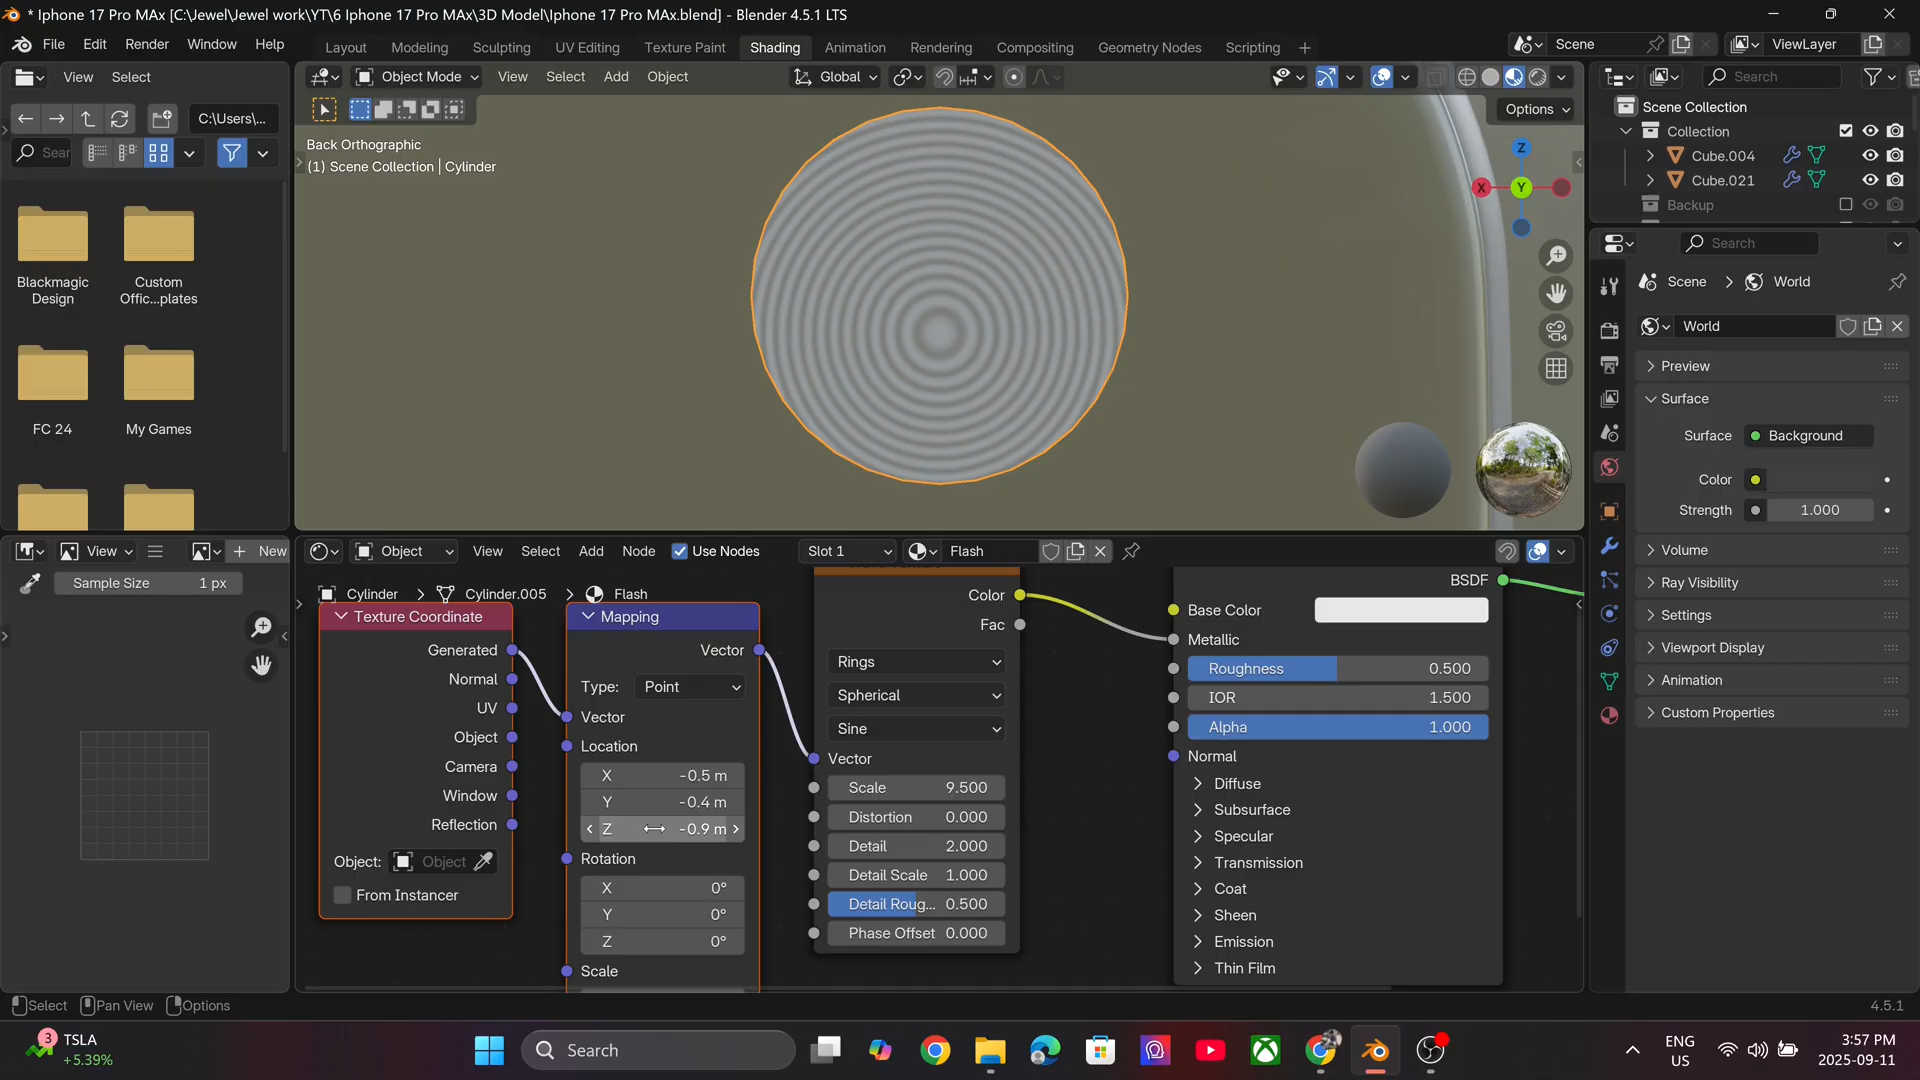 * Iphone 17 Pro MAx [C:\Jewel\Jewel work\YT\6 Iphone 17 Pro MAx\3D Model\Iphone 17 Pro MAx.blend] - Blender 4.5.1 LTS
File Edit Render Window Help
Layout Modeling Sculpting UV Editing Texture Paint Shading Animation Rendering Compositing Geometry Nodes Scripting
Scene
ViewLayer
View Select
C:\Users\...
Sear
Blackmagic Design
Custom Offic...plates
FC 24
My Games
Object Mode View Select Add Object
Global
Options
Back Orthographic
(1) Scene Collection | Cylinder
Z
X
Y
Search
Scene Collection
Collection
Cube.004
Cube.021
Backup
Search
Scene > World
World
Preview
Surface
Surface Background
Color
Strength 1.000
Volume
Ray Visibility
Settings
Viewport Display
Animation
Custom Properties
View
New
Sample Size 1 px
Object View Select Add Node Use Nodes
Slot 1
Flash
Cylinder > Cylinder.005 > Flash
Texture Coordinate
Generated
Normal
UV
Object
Camera
Window
Reflection
Object: Object
From Instancer
Mapping
Vector
Type: Point
Vector
Location
X -0.5 m
Y -0.4 m
Z -0.9 m
Rotation
X 0°
Y 0°
Z 0°
Scale
Color
Fac
Rings
Spherical
Sine
Vector
Scale 9.500
Distortion 0.000
Detail 2.000
Detail Scale 1.000
Detail Roug... 0.500
Phase Offset 0.000
BSDF
Base Color
Metallic
Roughness 0.500
IOR 1.500
Alpha 1.000
Normal
Diffuse
Subsurface
Specular
Transmission
Coat
Sheen
Emission
Thin Film
Select Pan View Options
4.5.1
3
TSLA
+5.39%
Search
ENG
US
3:57 PM
2025-09-11